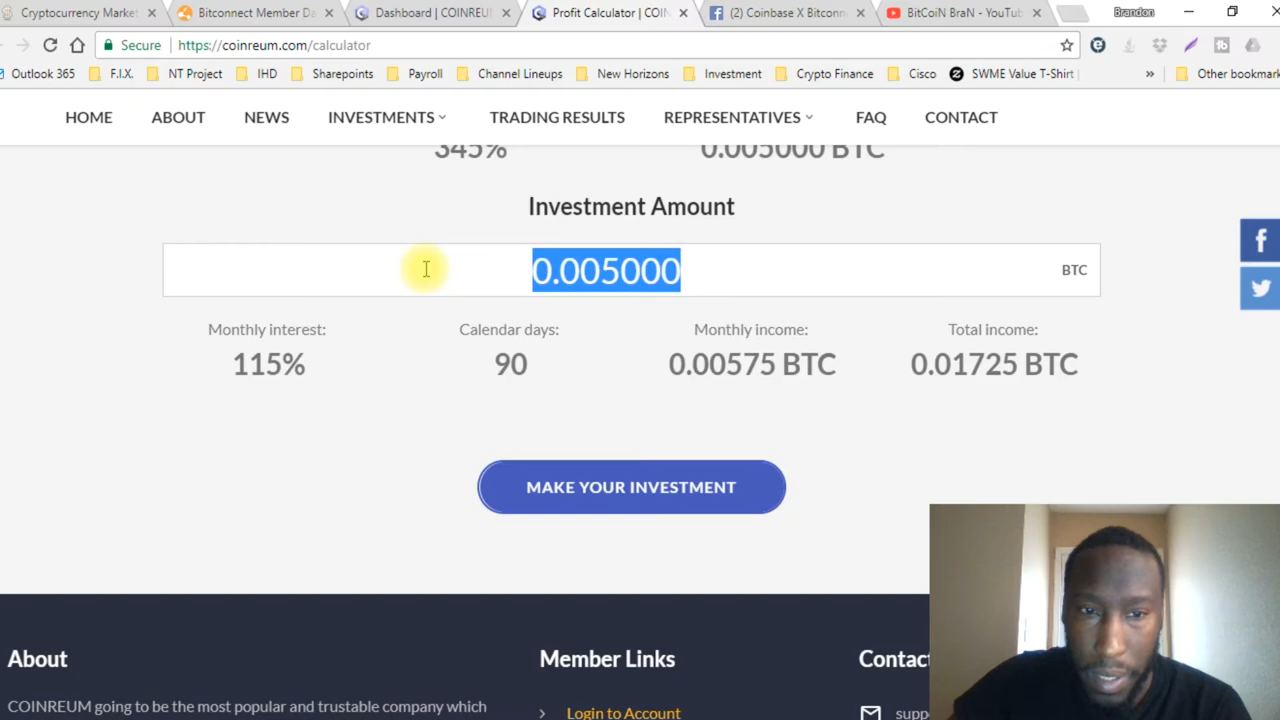 Cryptocurrency Market
Bitconnect Member Da
Dashboard | COINREU
Profit Calculator | COIN
(2) Coinbase X Bitconn
BitCoiN BraN - YouTub
Brandon
Secure
https://coinreum.com/calculator
Outlook 365
F.I.X.
NT Project
IHD
Sharepoints
Payroll
Channel Lineups
New Horizons
Investment
Crypto Finance
Cisco
SWME Value T-Shirt
»
Other bookmark
HOME
ABOUT
NEWS
INVESTMENTS
TRADING RESULTS
REPRESENTATIVES
FAQ
CONTACT
345%
0.005000 BTC
Investment Amount
0.005000
BTC
Monthly interest:
Calendar days:
Monthly income:
Total income:
115%
90
0.00575 BTC
0.01725 BTC
MAKE YOUR INVESTMENT
About
Member Links
Contac
COINREUM going to be the most popular and trustable company which
Login to Account
supp